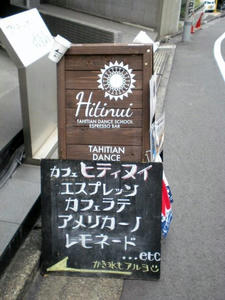 Hitinui
TAHITIAN DANCE SCHOOL
ESPRESSO BAR
TAHITIAN
DANCE
カフェ ヒティヌイ
エスプレッソ
カフェラテ
アメリカーノ
レモネード
...etc
かき氷もアルヨ